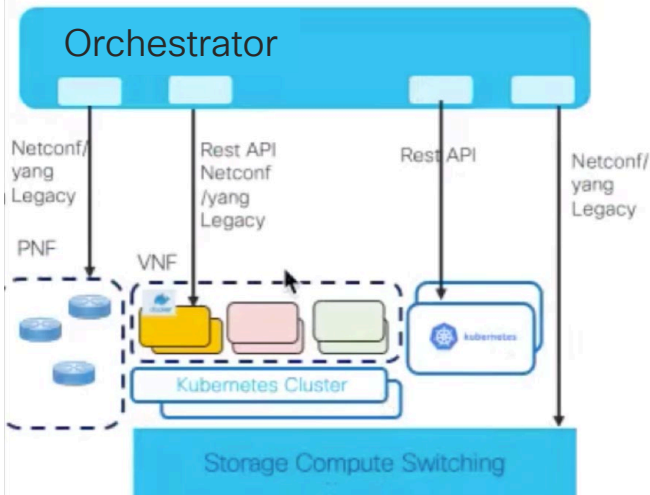 Orchestrator
Netconf/
yang
Legacy
Rest API
Netconf
/yang
Legacy
Rest API
Netconf/
yang
Legacy
PNF
VNF
kubernetes
Kubernetes Cluster
Storage Compute Switching